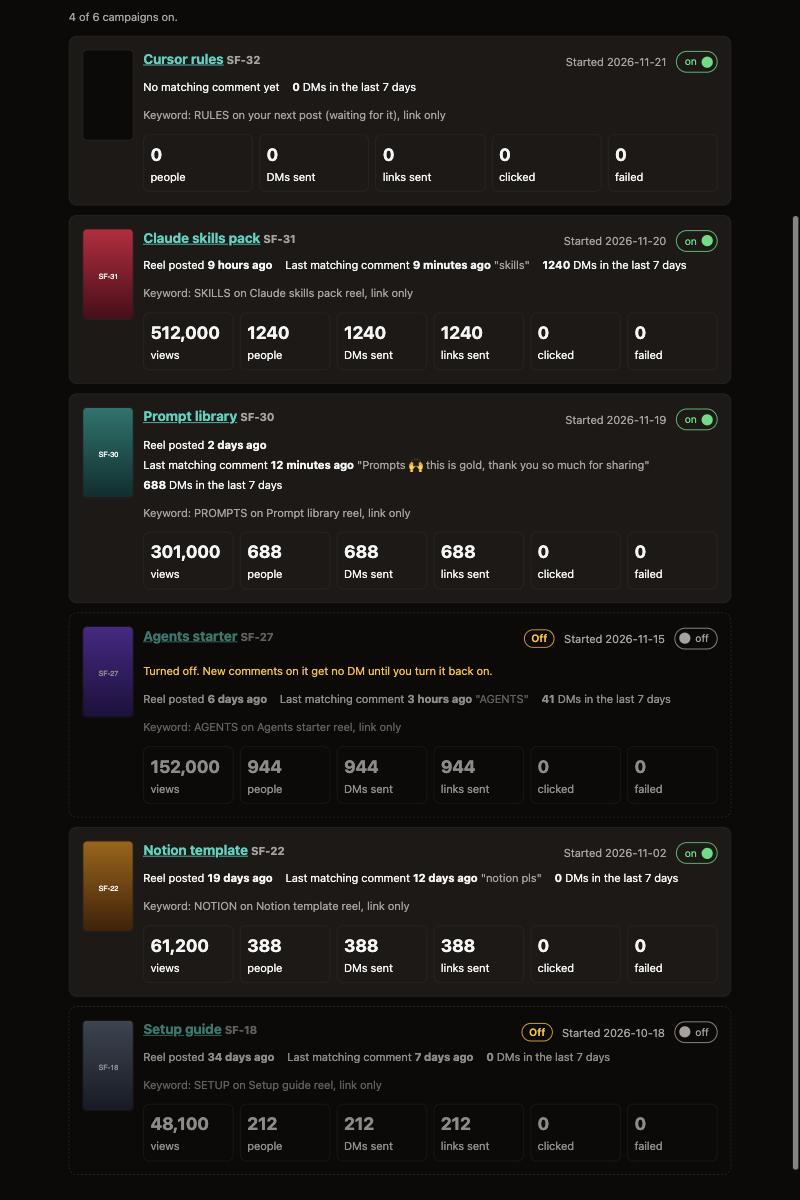 4 of 6 campaigns on.
Cursor rules SF-32 Started 2026-11-21 on
No matching comment yet 0 DMs in the last 7 days
Keyword: RULES on your next post (waiting for it), link only
0 0 0 0 0
people DMs sent links sent clicked failed
Claude skills pack SF-31 Started 2026-11-20 on
Reel posted 9 hours ago Last matching comment 9 minutes ago "skills" 1240 DMs in the last 7 days
SF-31
Keyword: SKILLS on Claude skills pack reel, link only
512,000 1240 1240 1240 0 0
views people DMs sent links sent clicked failed
Prompt library SF-30 Started 2026-11-19 on
Reel posted 2 days ago
SF-30
Last matching comment 12 minutes ago "Prompts 🙌 this is gold, thank you so much for sharing"
688 DMs in the last 7 days
Keyword: PROMPTS on Prompt library reel, link only
301,000 688 688 688 0 0
views people DMs sent links sent clicked failed
Agents starter SF-27 Off Started 2026-11-15 off
Turned off. New comments on it get no DM until you turn it back on.
SF-27
Reel posted 6 days ago Last matching comment 3 hours ago "AGENTS" 41 DMs in the last 7 days
Keyword: AGENTS on Agents starter reel, link only
152,000 944 944 944 0 0
views people DMs sent links sent clicked failed
Notion template SF-22 Started 2026-11-02 on
Reel posted 19 days ago Last matching comment 12 days ago "notion pls" 0 DMs in the last 7 days
SF-22
Keyword: NOTION on Notion template reel, link only
61,200 388 388 388 0 0
views people DMs sent links sent clicked failed
Setup guide SF-18 Off Started 2026-10-18 off
Reel posted 34 days ago Last matching comment 7 days ago 0 DMs in the last 7 days
SF-18
Keyword: SETUP on Setup guide reel, link only
48,100 212 212 212 0 0
views people DMs sent links sent clicked failed